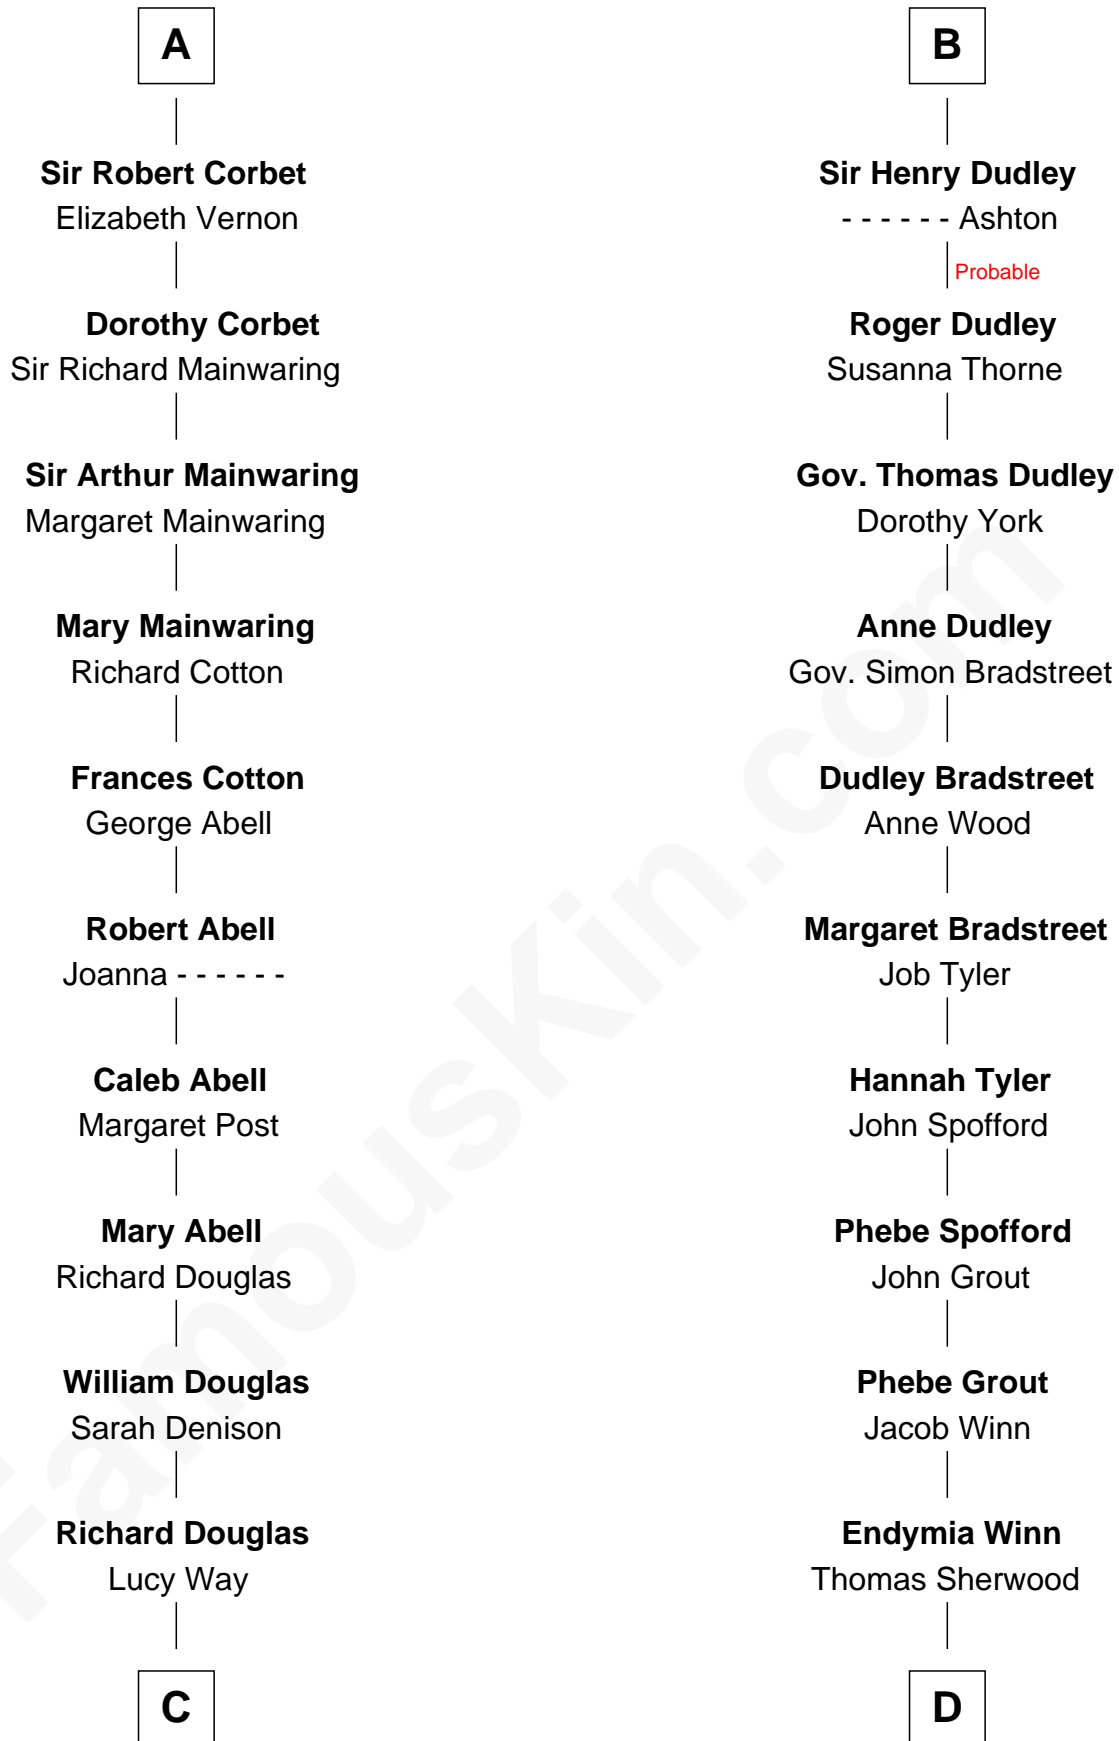 A
Sir Robert Corbet
Elizabeth Vernon
Dorothy Corbet
Sir Richard Mainwaring
Sir Arthur Mainwaring
Margaret Mainwaring
Mary Mainwaring
Richard Cotton
Frances Cotton
George Abell
Robert Abell
Joanna - - - - - -
Caleb Abell
Margaret Post
Mary Abell
Richard Douglas
William Douglas
Sarah Denison
Richard Douglas
Lucy Way
C
B
Sir Henry Dudley
- - - - - - Ashton
Probable
Roger Dudley
Susanna Thorne
Gov. Thomas Dudley
Dorothy York
Anne Dudley
Gov. Simon Bradstreet
Dudley Bradstreet
Anne Wood
Margaret Bradstreet
Job Tyler
Hannah Tyler
John Spofford
Phebe Spofford
John Grout
Phebe Grout
Jacob Winn
Endymia Winn
Thomas Sherwood
D
FamousKin.com